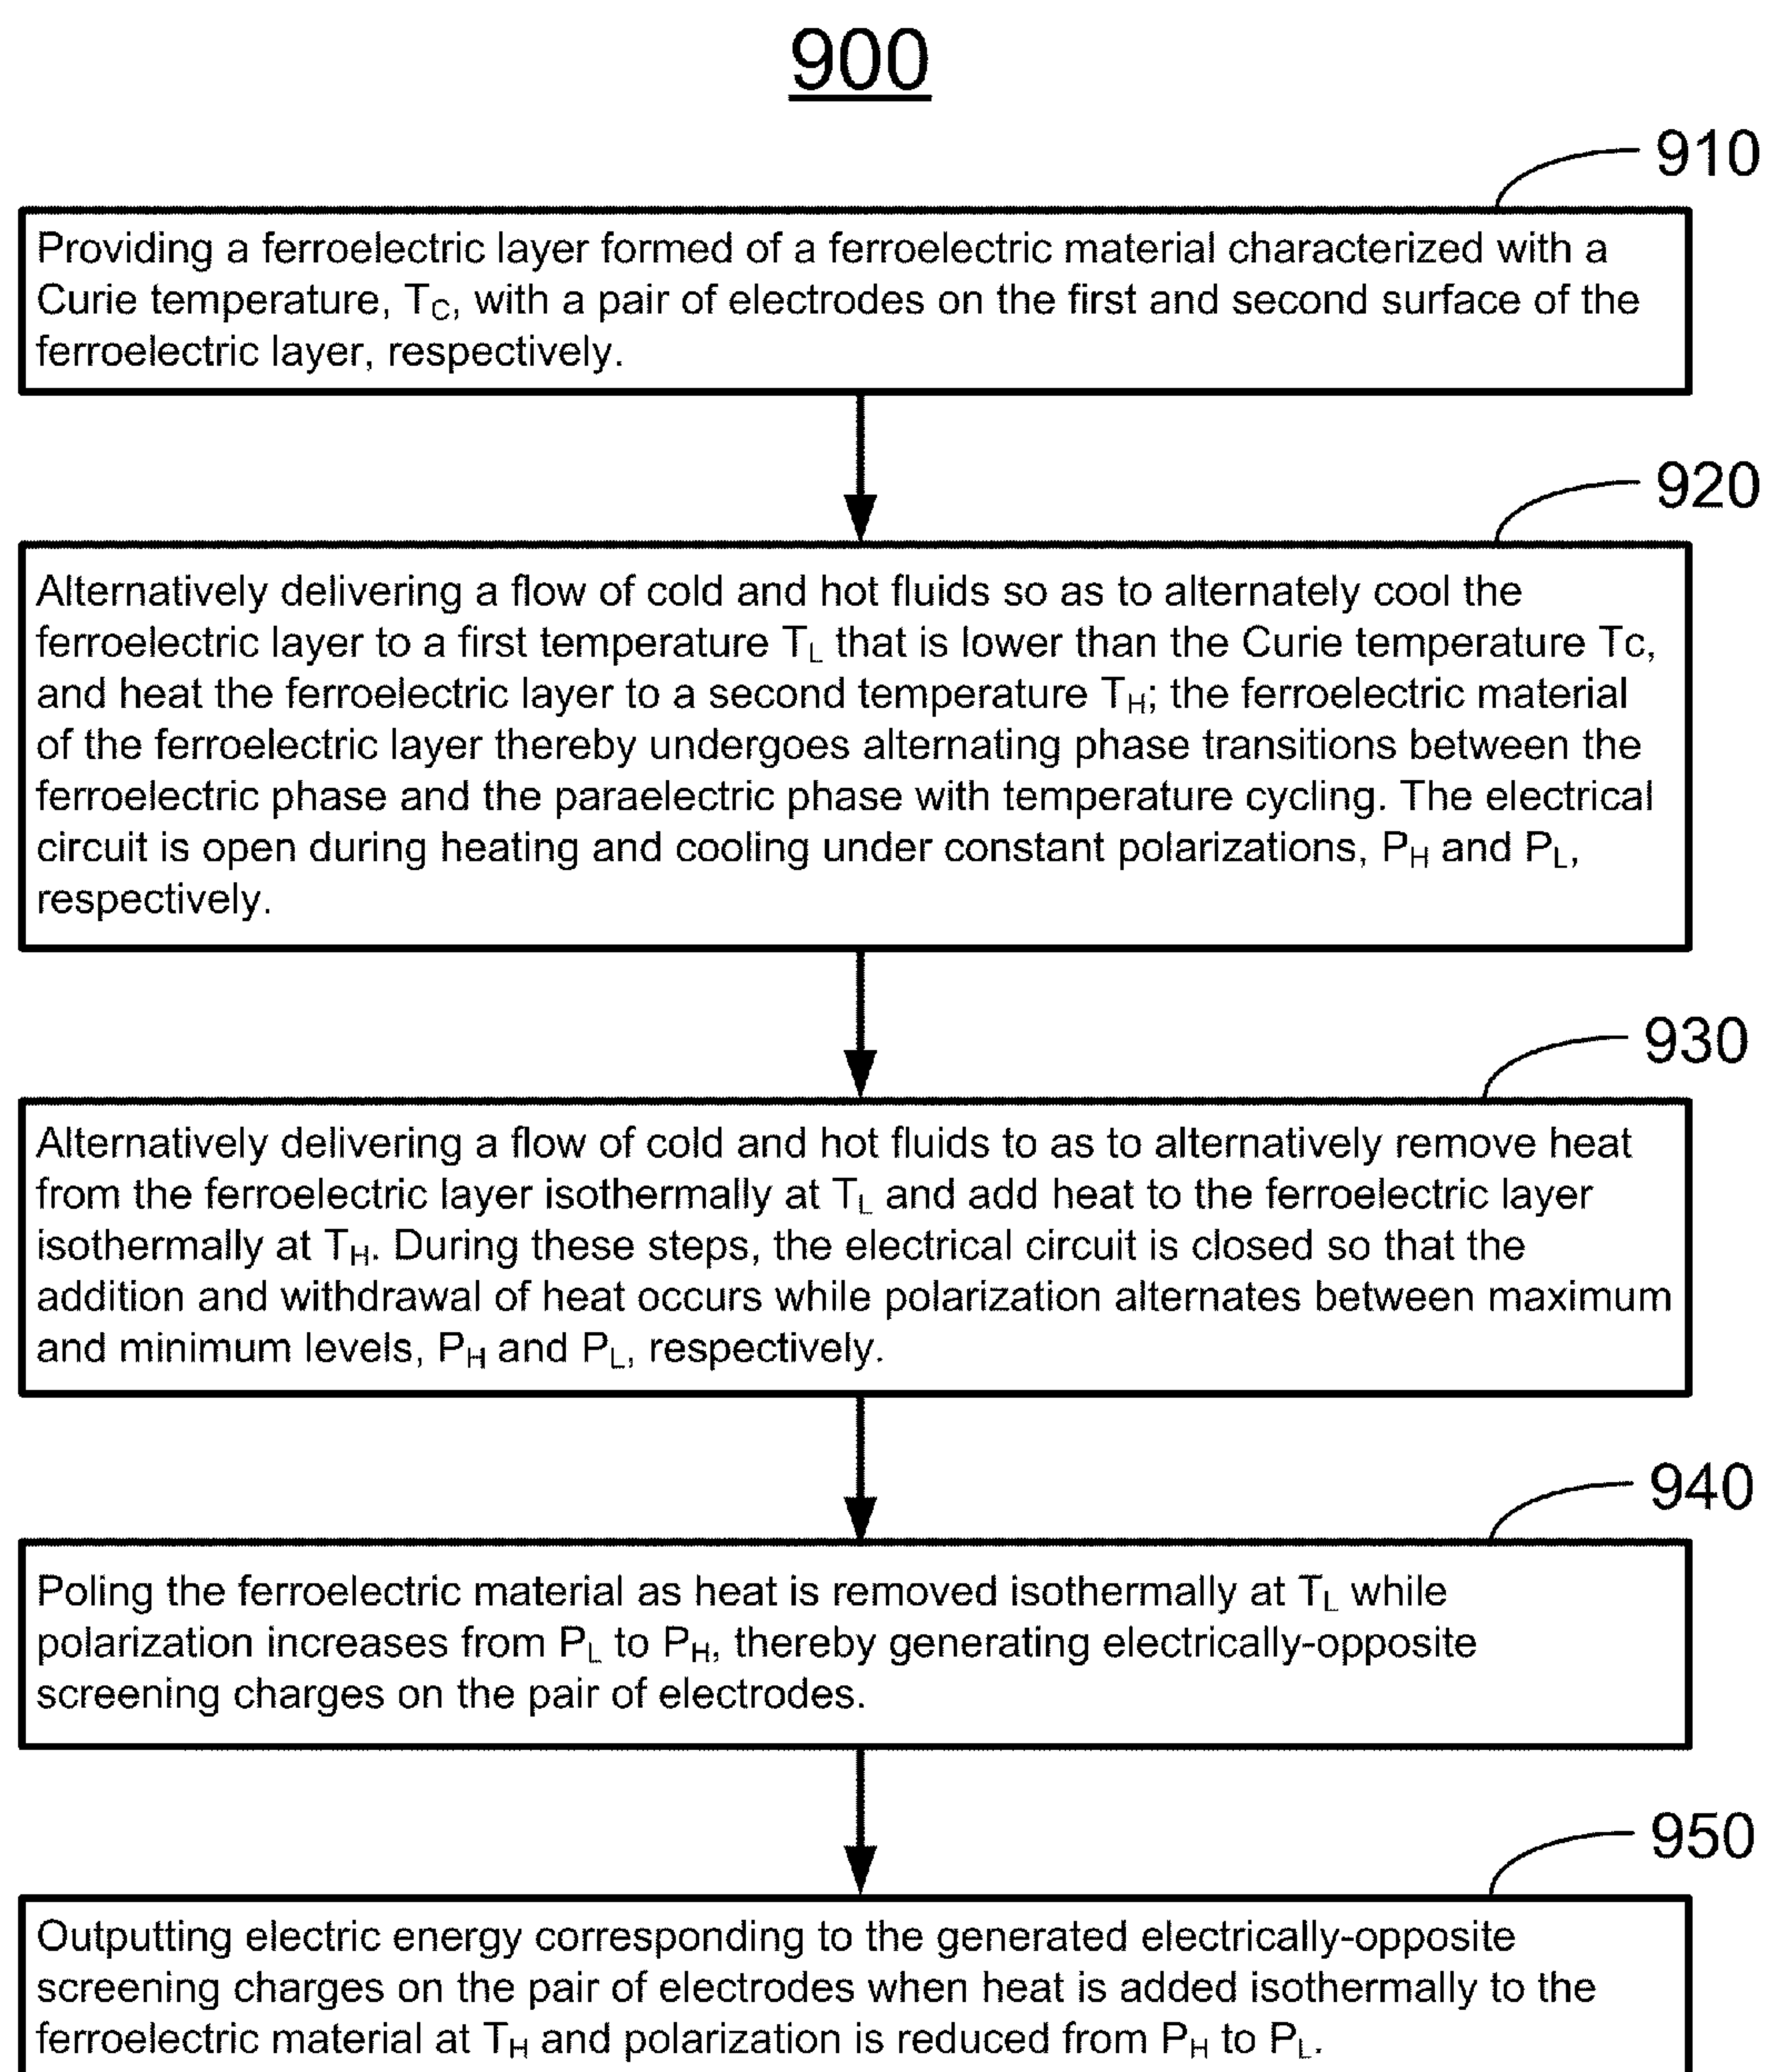 900
910
Providing a ferroelectric layer formed of a ferroelectric material characterized with a
Curie temperature, TC, with a pair of electrodes on the first and second surface of the
ferroelectric layer, respectively.
920
Alternatively delivering a flow of cold and hot fluids so as to alternately cool the
ferroelectric layer to a first temperature TL that is lower than the Curie temperature Tc,
and heat the ferroelectric layer to a second temperature TH; the ferroelectric material
of the ferroelectric layer thereby undergoes alternating phase transitions between the
ferroelectric phase and the paraelectric phase with temperature cycling. The electrical
circuit is open during heating and cooling under constant polarizations, PH and PL,
respectively.
930
Alternatively delivering a flow of cold and hot fluids to as to alternatively remove heat
from the ferroelectric layer isothermally at TL and add heat to the ferroelectric layer
isothermally at TH. During these steps, the electrical circuit is closed so that the
addition and withdrawal of heat occurs while polarization alternates between maximum
and minimum levels, PH and PL, respectively.
940
Poling the ferroelectric material as heat is removed isothermally at TL while
polarization increases from PL to PH, thereby generating electrically-opposite
screening charges on the pair of electrodes.
950
Outputting electric energy corresponding to the generated electrically-opposite
screening charges on the pair of electrodes when heat is added isothermally to the
ferroelectric material at TH and polarization is reduced from PH to PL.